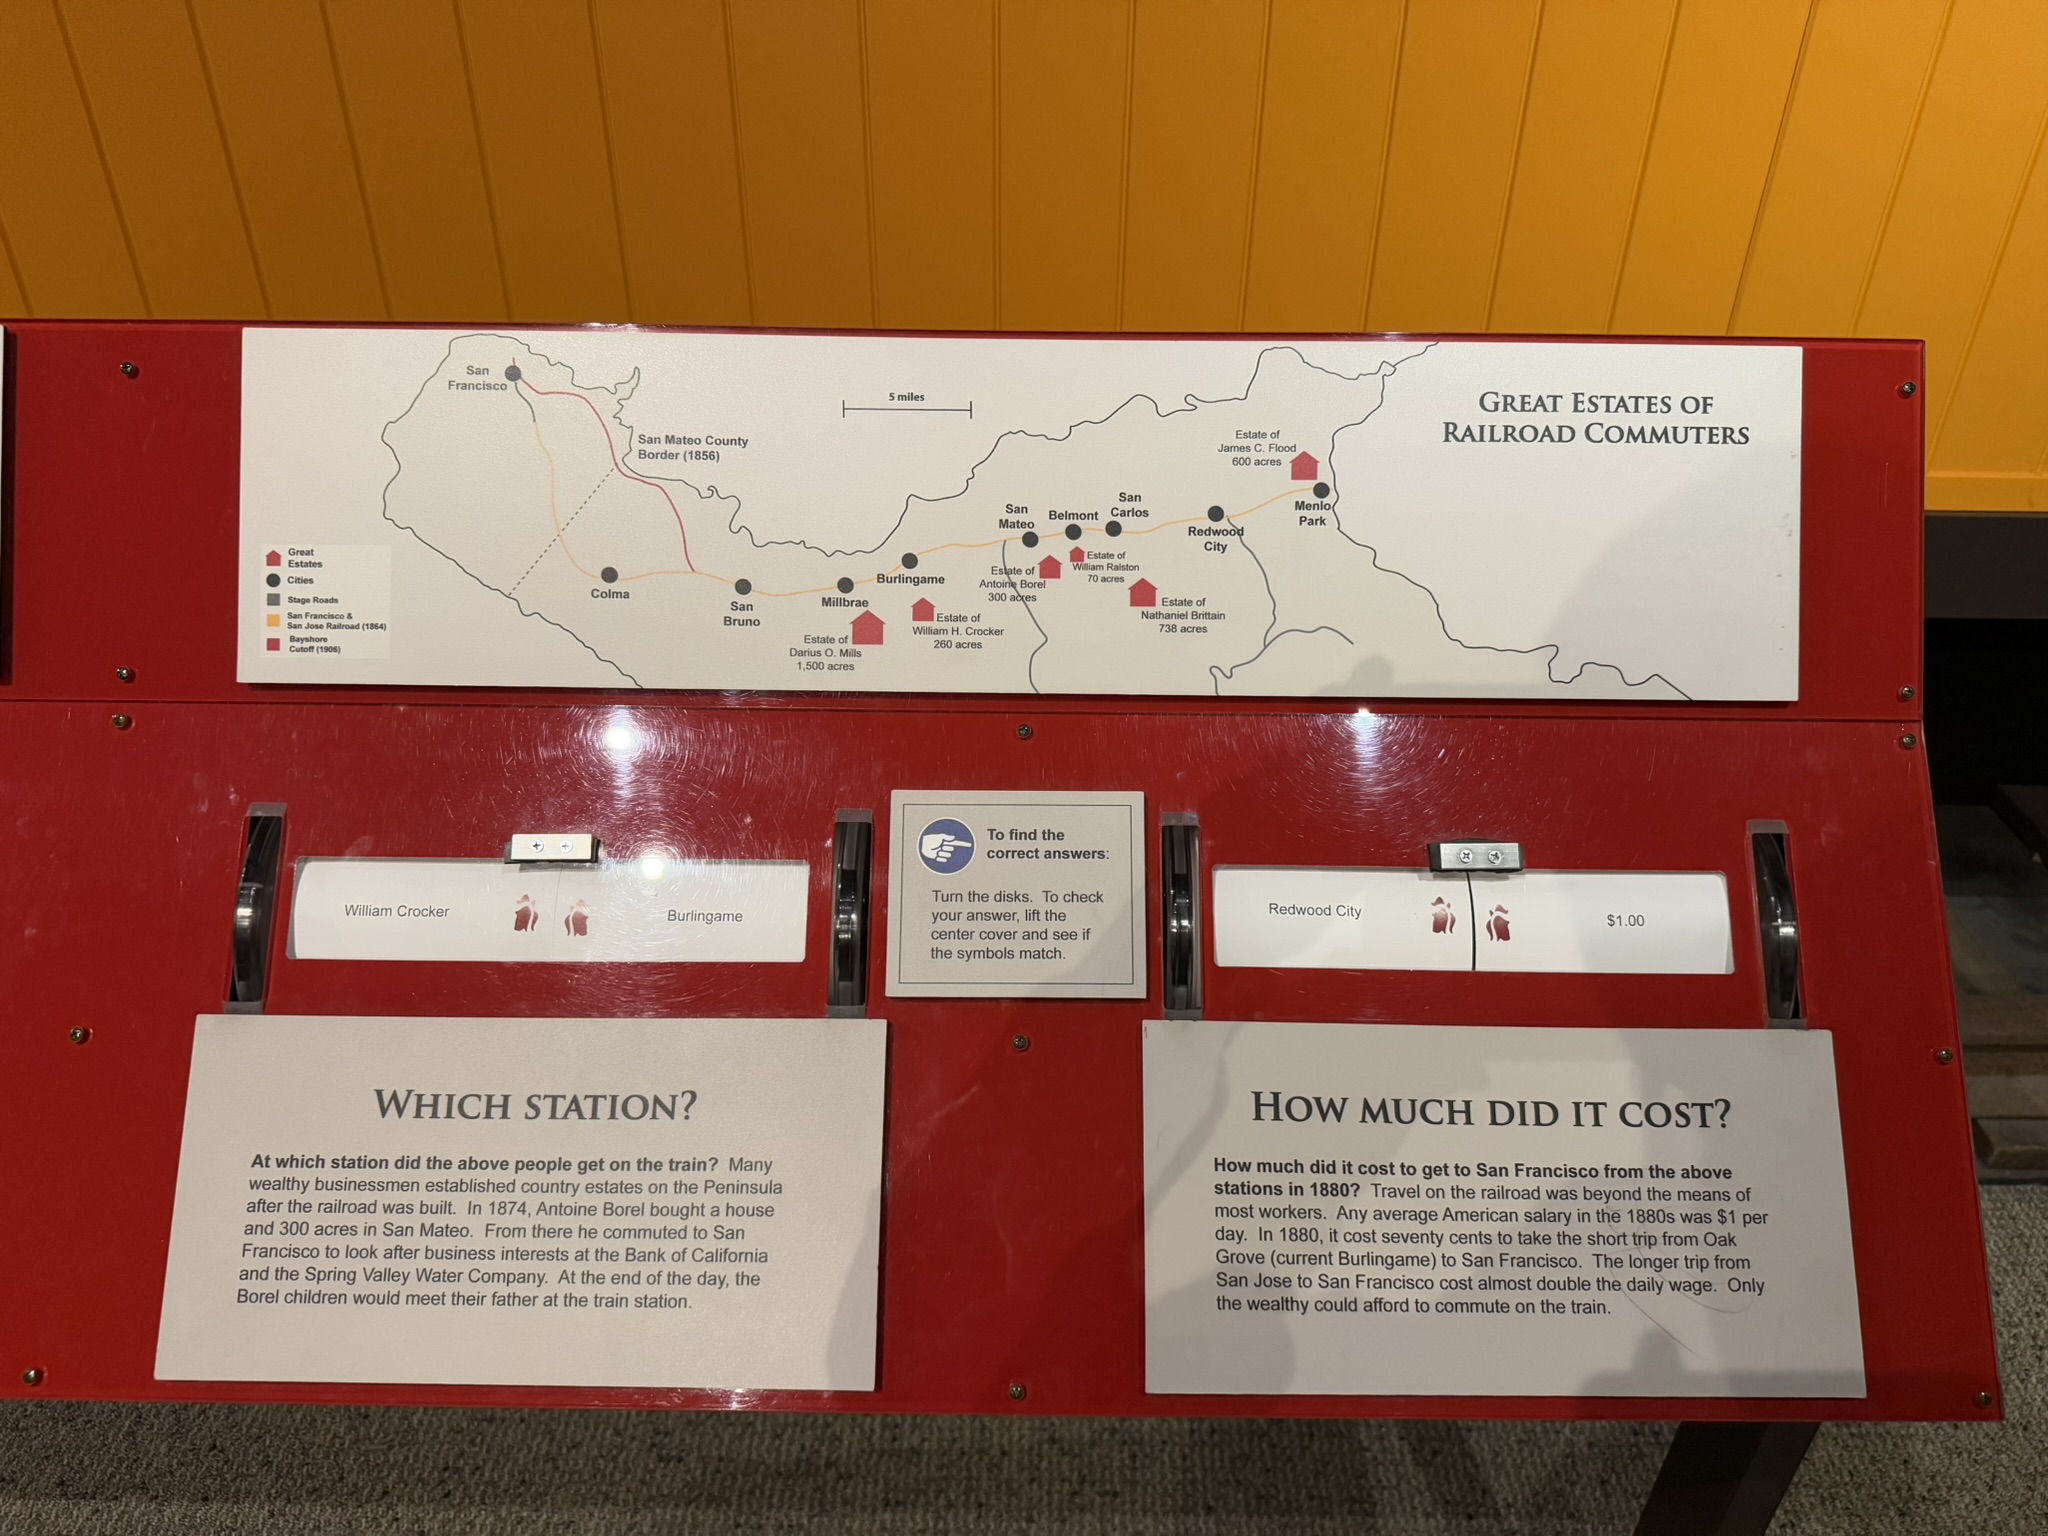 GREAT ESTATES OF
RAILROAD COMMUTERS
San
Francisco
San Mateo County
Border (1856)
5 miles
Colma
San
Bruno
Millbrae
Burlingame
San
Mateo
Belmont
San
Carlos
Redwood
City
Menlo
Park
Estate of
Darius O. Mills
1,500 acres
Estate of
William H. Crocker
260 acres
Estate of
Antoine Borel
300 acres
Estate of
William Ralston
70 acres
Estate of
Nathaniel Brittain
738 acres
Estate of
James C. Flood
600 acres
Great
Estates
Cities
Stage Roads
San Francisco &
San Jose Railroad (1864)
Bayshore
Cutoff (1906)
William Crocker
Burlingame
To find the
correct answers:
Turn the disks. To check
your answer, lift the
center cover and see if
the symbols match.
Redwood City
$1.00
WHICH STATION?
At which station did the above people get on the train? Many
wealthy businessmen established country estates on the Peninsula
after the railroad was built. In 1874, Antoine Borel bought a house
and 300 acres in San Mateo. From there he commuted to San
Francisco to look after business interests at the Bank of California
and the Spring Valley Water Company. At the end of the day, the
Borel children would meet their father at the train station.
HOW MUCH DID IT COST?
How much did it cost to get to San Francisco from the above
stations in 1880? Travel on the railroad was beyond the means of
most workers. Any average American salary in the 1880s was $1 per
day. In 1880, it cost seventy cents to take the short trip from Oak
Grove (current Burlingame) to San Francisco. The longer trip from
San Jose to San Francisco cost almost double the daily wage. Only
the wealthy could afford to commute on the train.